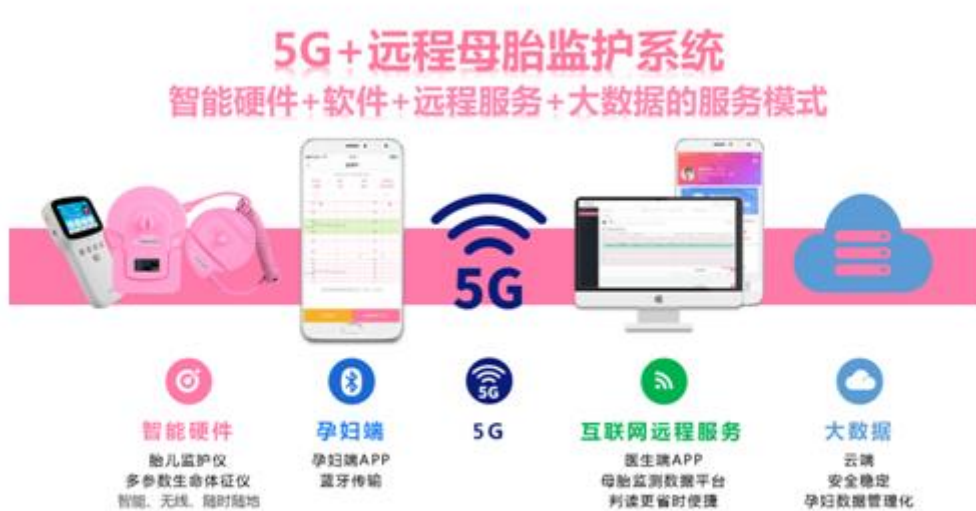 5G+远程母胎监护系统
智能硬件+软件+远程服务+大数据的服务模式
5G
5G
智能硬件
胎儿监护仪
多参数生命体征仪
智能、无线、随时随地
孕妇端
孕妇端APP
蓝牙传输
5G
互联网远程服务
医生端APP
母胎监测数据平台
判读更省时便捷
大数据
云端
安全稳定
孕妇数据管理化